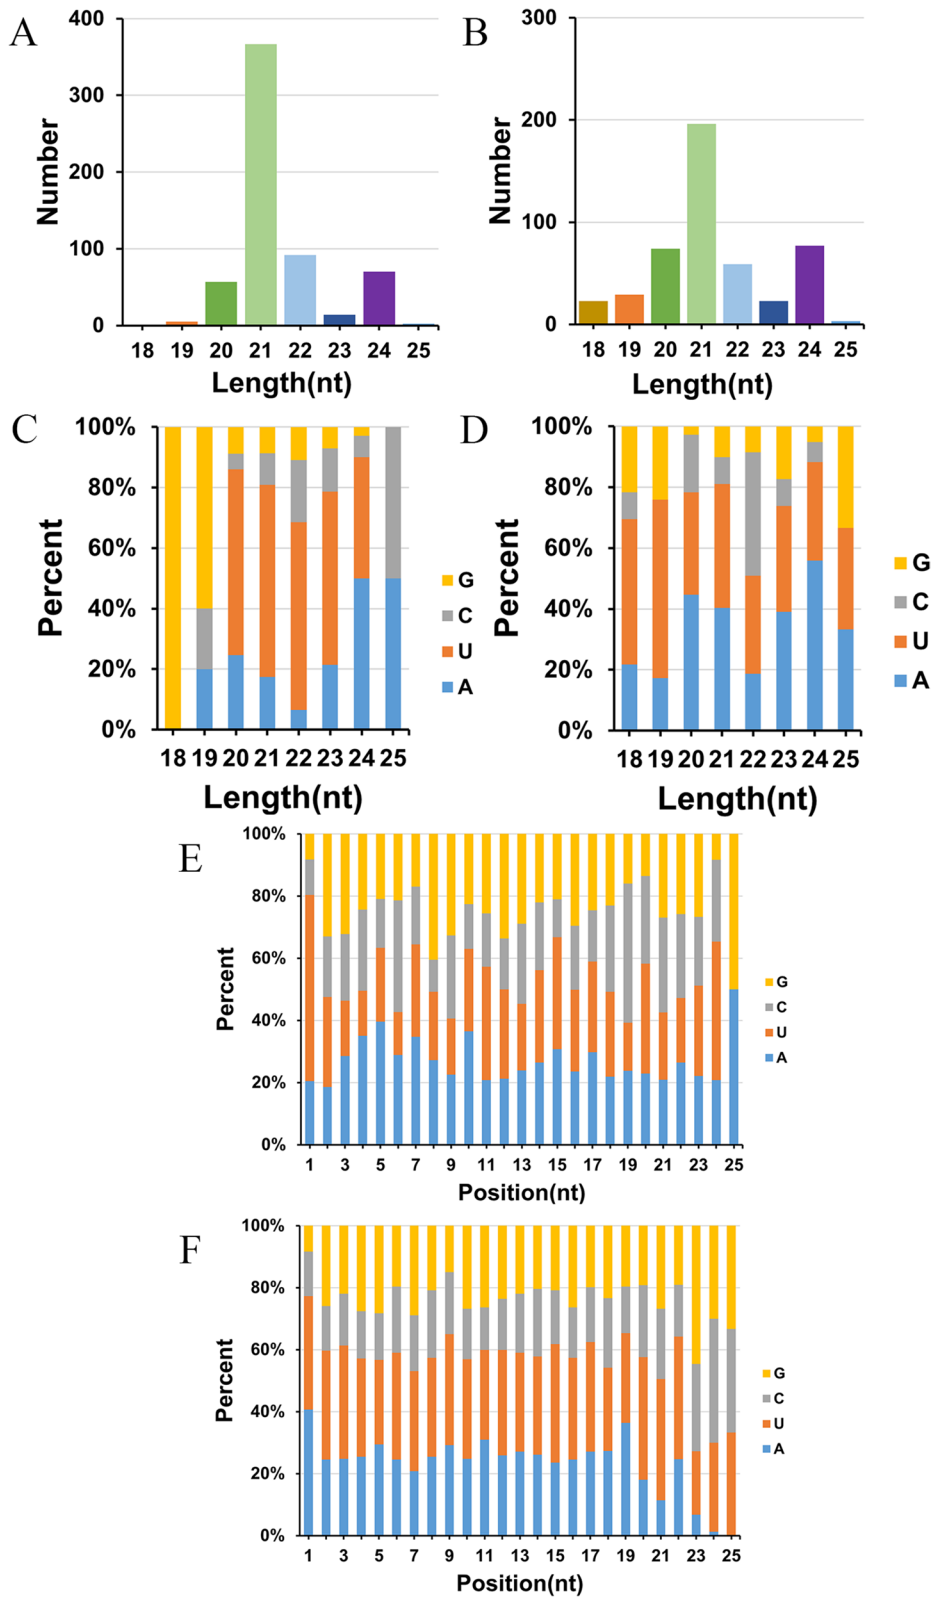 A
400
300
200
100
0
Number
18 19 20 21 22 23 24 25
Length(nt)
B
300
200
100
0
Number
18 19 20 21 22 23 24 25
Length(nt)
C
100%
80%
60%
40%
20%
0%
Percent
18 19 20 21 22 23 24 25
Length(nt)
G
C
U
A
D
100%
80%
60%
40%
20%
0%
Percent
18 19 20 21 22 23 24 25
Length(nt)
G
C
U
A
E
100%
80%
60%
40%
20%
0%
Percent
1 3 5 7 9 11 13 15 17 19 21 23 25
Position(nt)
G
C
U
A
F
100%
80%
60%
40%
20%
0%
Percent
1 3 5 7 9 11 13 15 17 19 21 23 25
Position(nt)
G
C
U
A